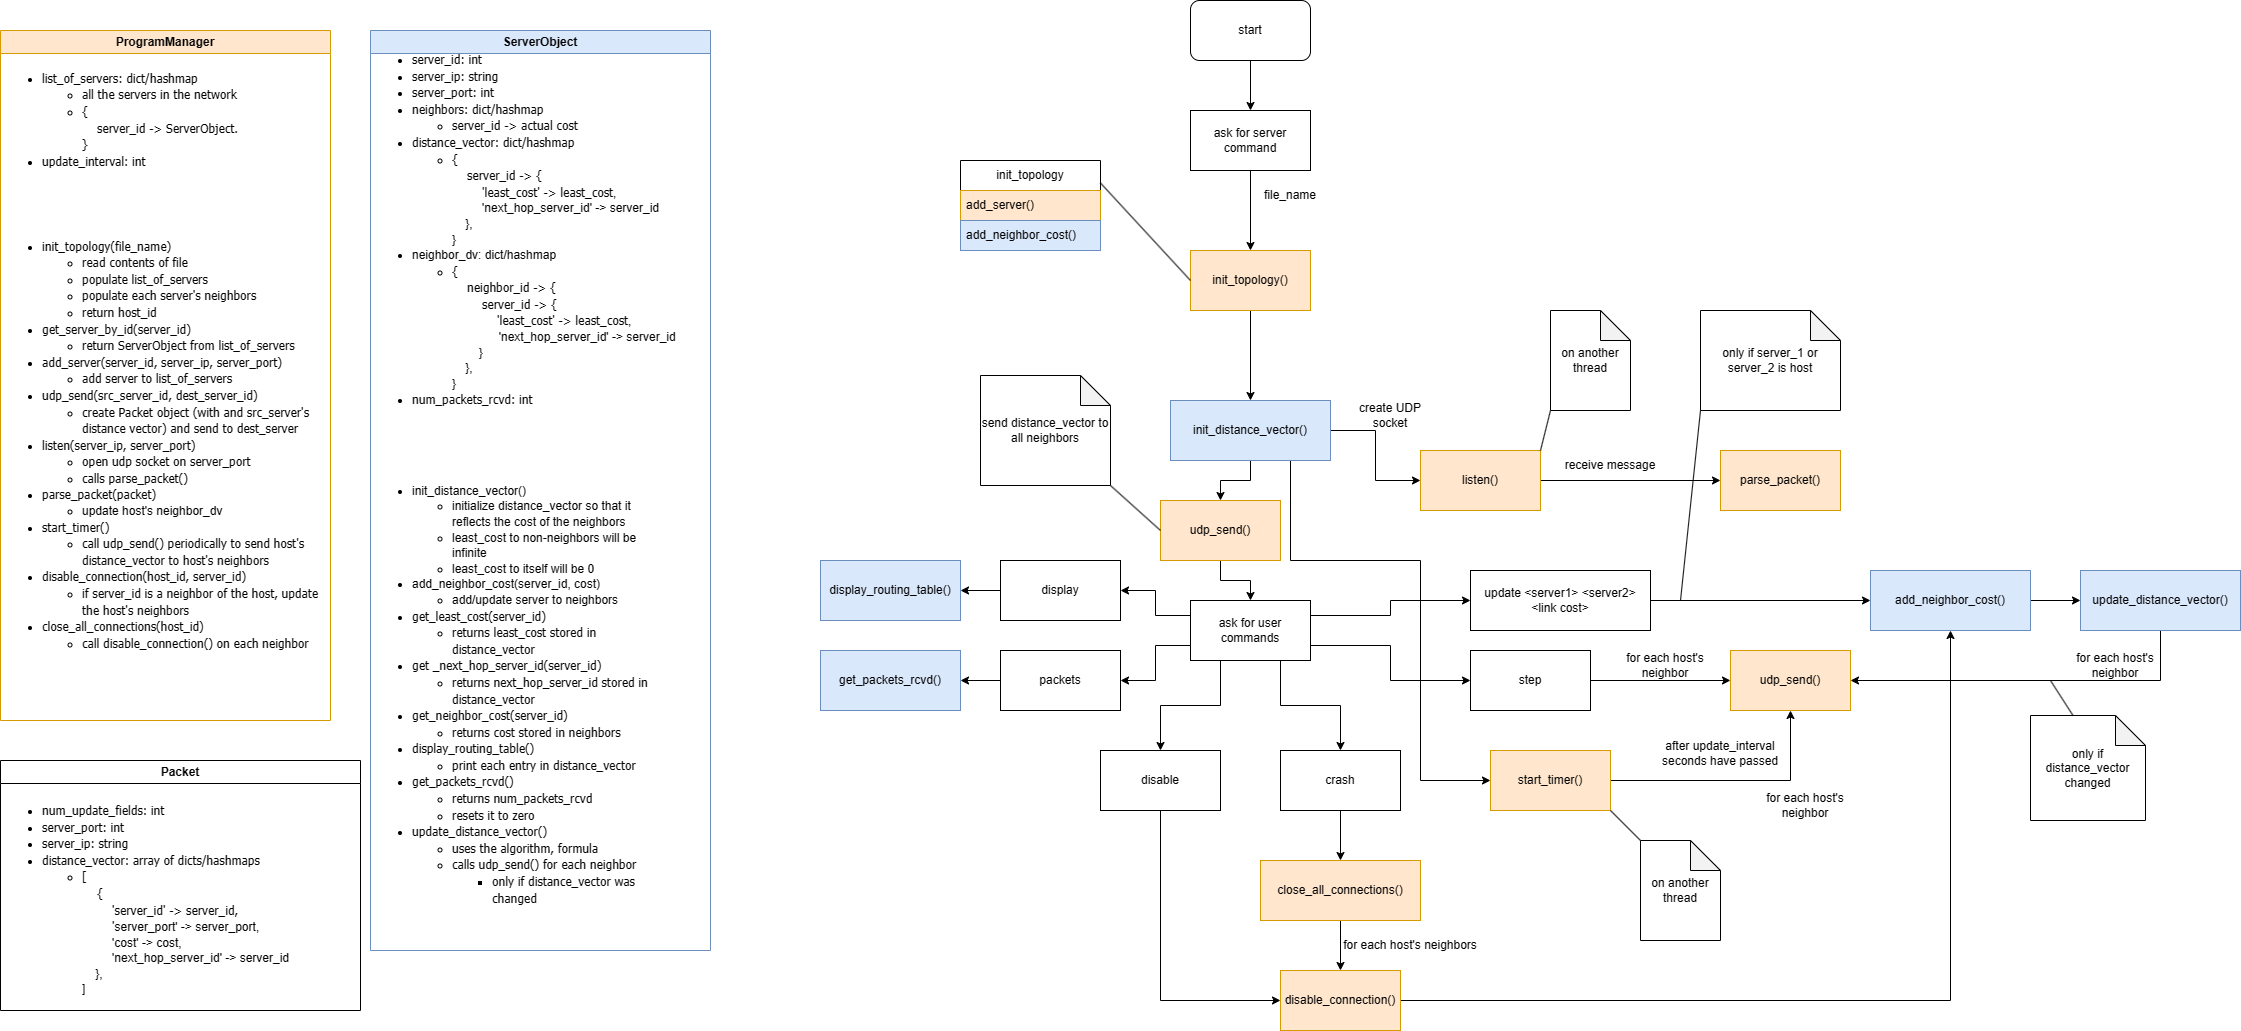 ProgramManager
list_of_servers: dict/hashmap
all the servers in the network
{
server_id -> ServerObject.
}
update_interval: int
init_topology(file_name)
read contents of file
populate list_of_servers
populate each server's neighbors
return host_id
get_server_by_id(server_id)
return ServerObject from list_of_servers
add_server(server_id, server_ip, server_port)
add server to list_of_servers
udp_send(src_server_id, dest_server_id)
create Packet object (with and src_server's
distance vector) and send to dest_server
listen(server_ip, server_port)
open udp socket on server_port
calls parse_packet()
parse_packet(packet)
update host's neighbor_dv
start_timer()
call udp_send() periodically to send host's
distance_vector to host's neighbors
disable_connection(host_id, server_id)
if server_id is a neighbor of the host, update
the host's neighbors
close_all_connections(host_id)
call disable_connection() on each neighbor
Packet
num_update_fields: int
server_port: int
server_ip: string
distance_vector: array of dicts/hashmaps
[
{
'server_id' -> server_id,
'server_port' -> server_port,
'cost' -> cost,
'next_hop_server_id' -> server_id
},
]
ServerObject
server_id: int
server_ip: string
server_port: int
neighbors: dict/hashmap
server_id -> actual cost
distance_vector: dict/hashmap
{
server_id -> {
'least_cost' -> least_cost,
'next_hop_server_id' -> server_id
},
}
neighbor_dv: dict/hashmap
{
neighbor_id -> {
server_id -> {
'least_cost' -> least_cost,
'next_hop_server_id' -> server_id
}
},
}
num_packets_rcvd: int
init_distance_vector()
initialize distance_vector so that it
reflects the cost of the neighbors
least_cost to non-neighbors will be
infinite
least_cost to itself will be 0
add_neighbor_cost(server_id, cost)
add/update server to neighbors
get_least_cost(server_id)
returns least_cost stored in
distance_vector
get _next_hop_server_id(server_id)
returns next_hop_server_id stored in
distance_vector
get_neighbor_cost(server_id)
returns cost stored in neighbors
display_routing_table()
print each entry in distance_vector
get_packets_rcvd()
returns num_packets_rcvd
resets it to zero
update_distance_vector()
uses the algorithm, formula
calls udp_send() for each neighbor
only if distance_vector was
changed
start
ask for server
command
file_name
init_topology
add_server()
add_neighbor_cost()
init_topology()
on another
thread
only if server_1 or
server_2 is host
send distance_vector to
all neighbors
init_distance_vector()
create UDP
socket
listen()
receive message
parse_packet()
udp_send()
display_routing_table()
display
ask for user
commands
update <server1> <server2>
<link cost>
add_neighbor_cost()
update_distance_vector()
get_packets_rcvd()
packets
step
for each host's
neighbor
udp_send()
for each host's
neighbor
disable
crash
start_timer()
after update_interval
seconds have passed
for each host's
neighbor
only if
distance_vector
changed
close_all_connections()
on another
thread
for each host's neighbors
disable_connection()